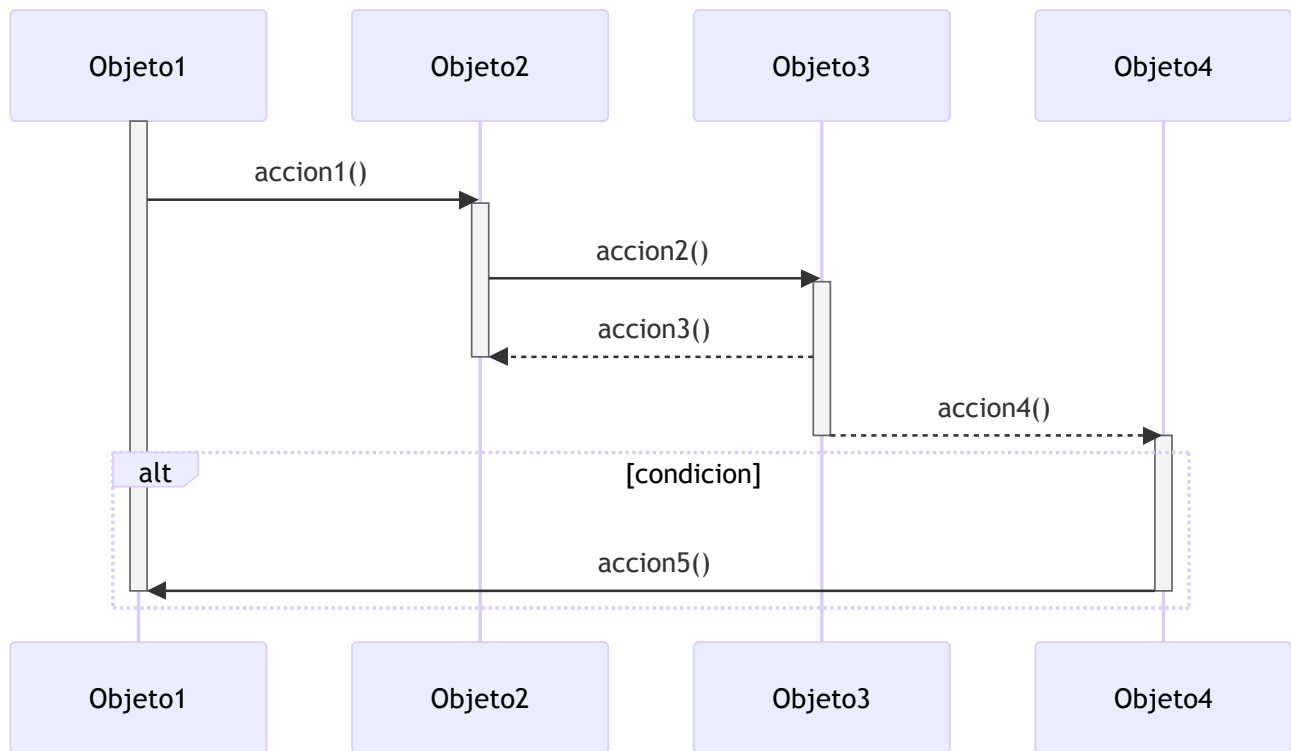 Objeto1 Objeto2 Objeto3 Objeto4
accion1()
accion2()
accion3()
accion4()
alt [condicion]
accion5()
Objeto1 Objeto2 Objeto3 Objeto4